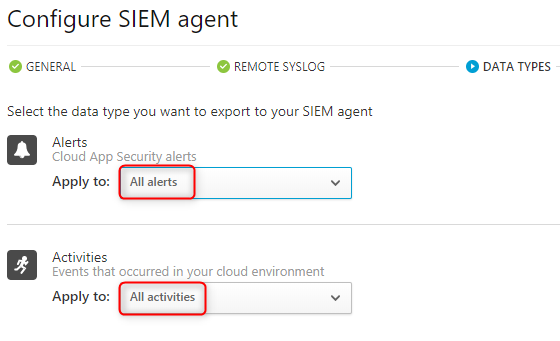 Configure SIEM agent
GENERAL REMOTE SYSLOG DATA TYPES
Select the data type you want to export to your SIEM agent
Alerts
Cloud App Security alerts
Apply to: All alerts
Activities
Events that occurred in your cloud environment
Apply to: All activities